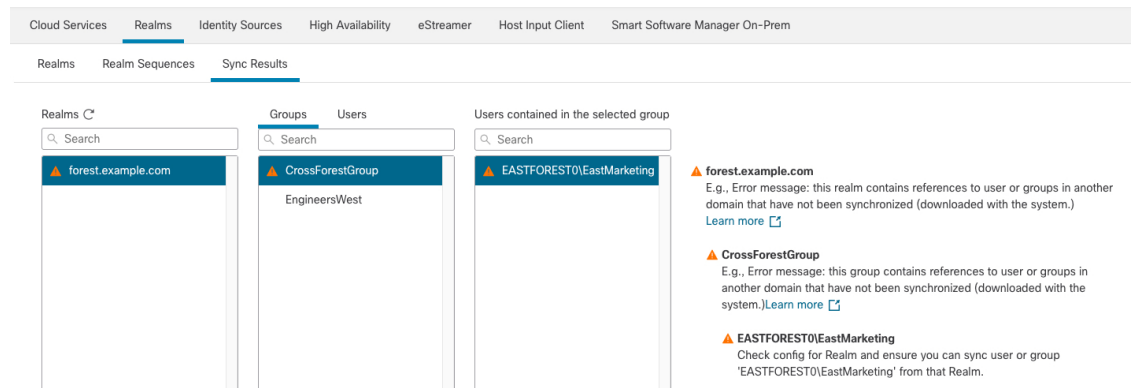 Cloud Services Realms Identity Sources High Availability eStreamer Host Input Client Smart Software Manager On-Prem
Realms Realm Sequences Sync Results
Realms Groups Users Users contained in the selected group
Search Search Search
forest.example.com CrossForestGroup EASTFOREST0\EastMarketing
EngineersWest
forest.example.com
E.g., Error message: this realm contains references to user or groups in another
domain that have not been synchronized (downloaded with the system.)
Learn more
CrossForestGroup
E.g., Error message: this group contains references to user or groups in
another domain that have not been synchronized (downloaded with the
system.)Learn more
EASTFOREST0\EastMarketing
Check config for Realm and ensure you can sync user or group
'EASTFOREST0\EastMarketing' from that Realm.